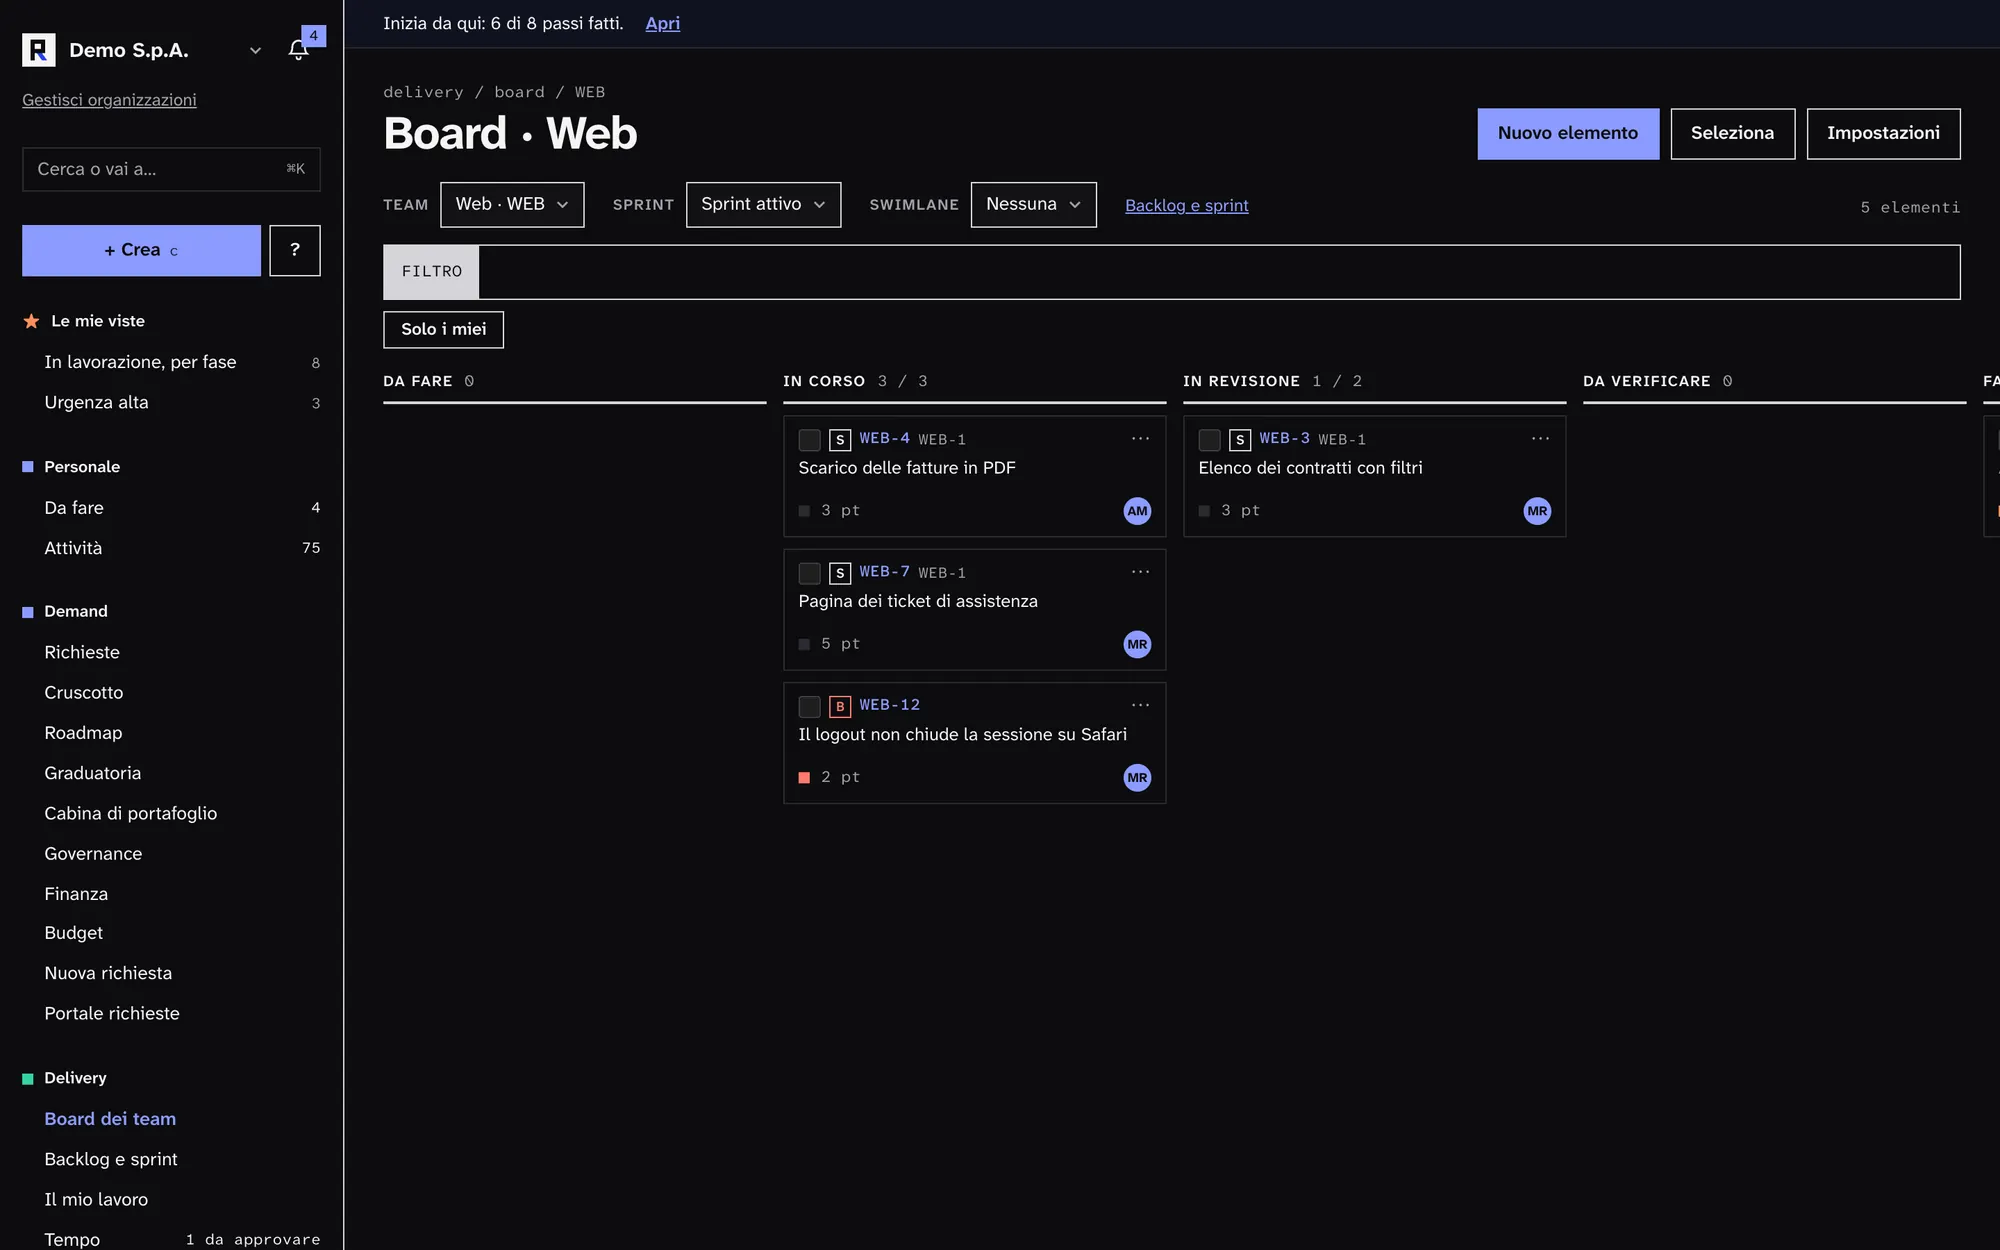 R Demo S.p.A. 4
Gestisci organizzazioni
Cerca o vai a... ⌘K
+ Crea c ?
Le mie viste
In lavorazione, per fase 8
Urgenza alta 3
Personale
Da fare 4
Attività 75
Demand
Richieste
Cruscotto
Roadmap
Graduatoria
Cabina di portafoglio
Governance
Finanza
Budget
Nuova richiesta
Portale richieste
Delivery
Board dei team
Backlog e sprint
Il mio lavoro
Tempo 1 da approvare
Inizia da qui: 6 di 8 passi fatti. Apri
delivery / board / WEB
Board · Web
Nuovo elemento Seleziona Impostazioni
TEAM Web · WEB SPRINT Sprint attivo SWIMLANE Nessuna Backlog e sprint 5 elementi
FILTRO
Solo i miei
DA FARE 0
IN CORSO 3 / 3
S WEB-4 WEB-1 ···
Scarico delle fatture in PDF
3 pt AM
S WEB-7 WEB-1 ···
Pagina dei ticket di assistenza
5 pt MR
B WEB-12 ···
Il logout non chiude la sessione su Safari
2 pt MR
IN REVISIONE 1 / 2
S WEB-3 WEB-1 ···
Elenco dei contratti con filtri
3 pt MR
DA VERIFICARE 0